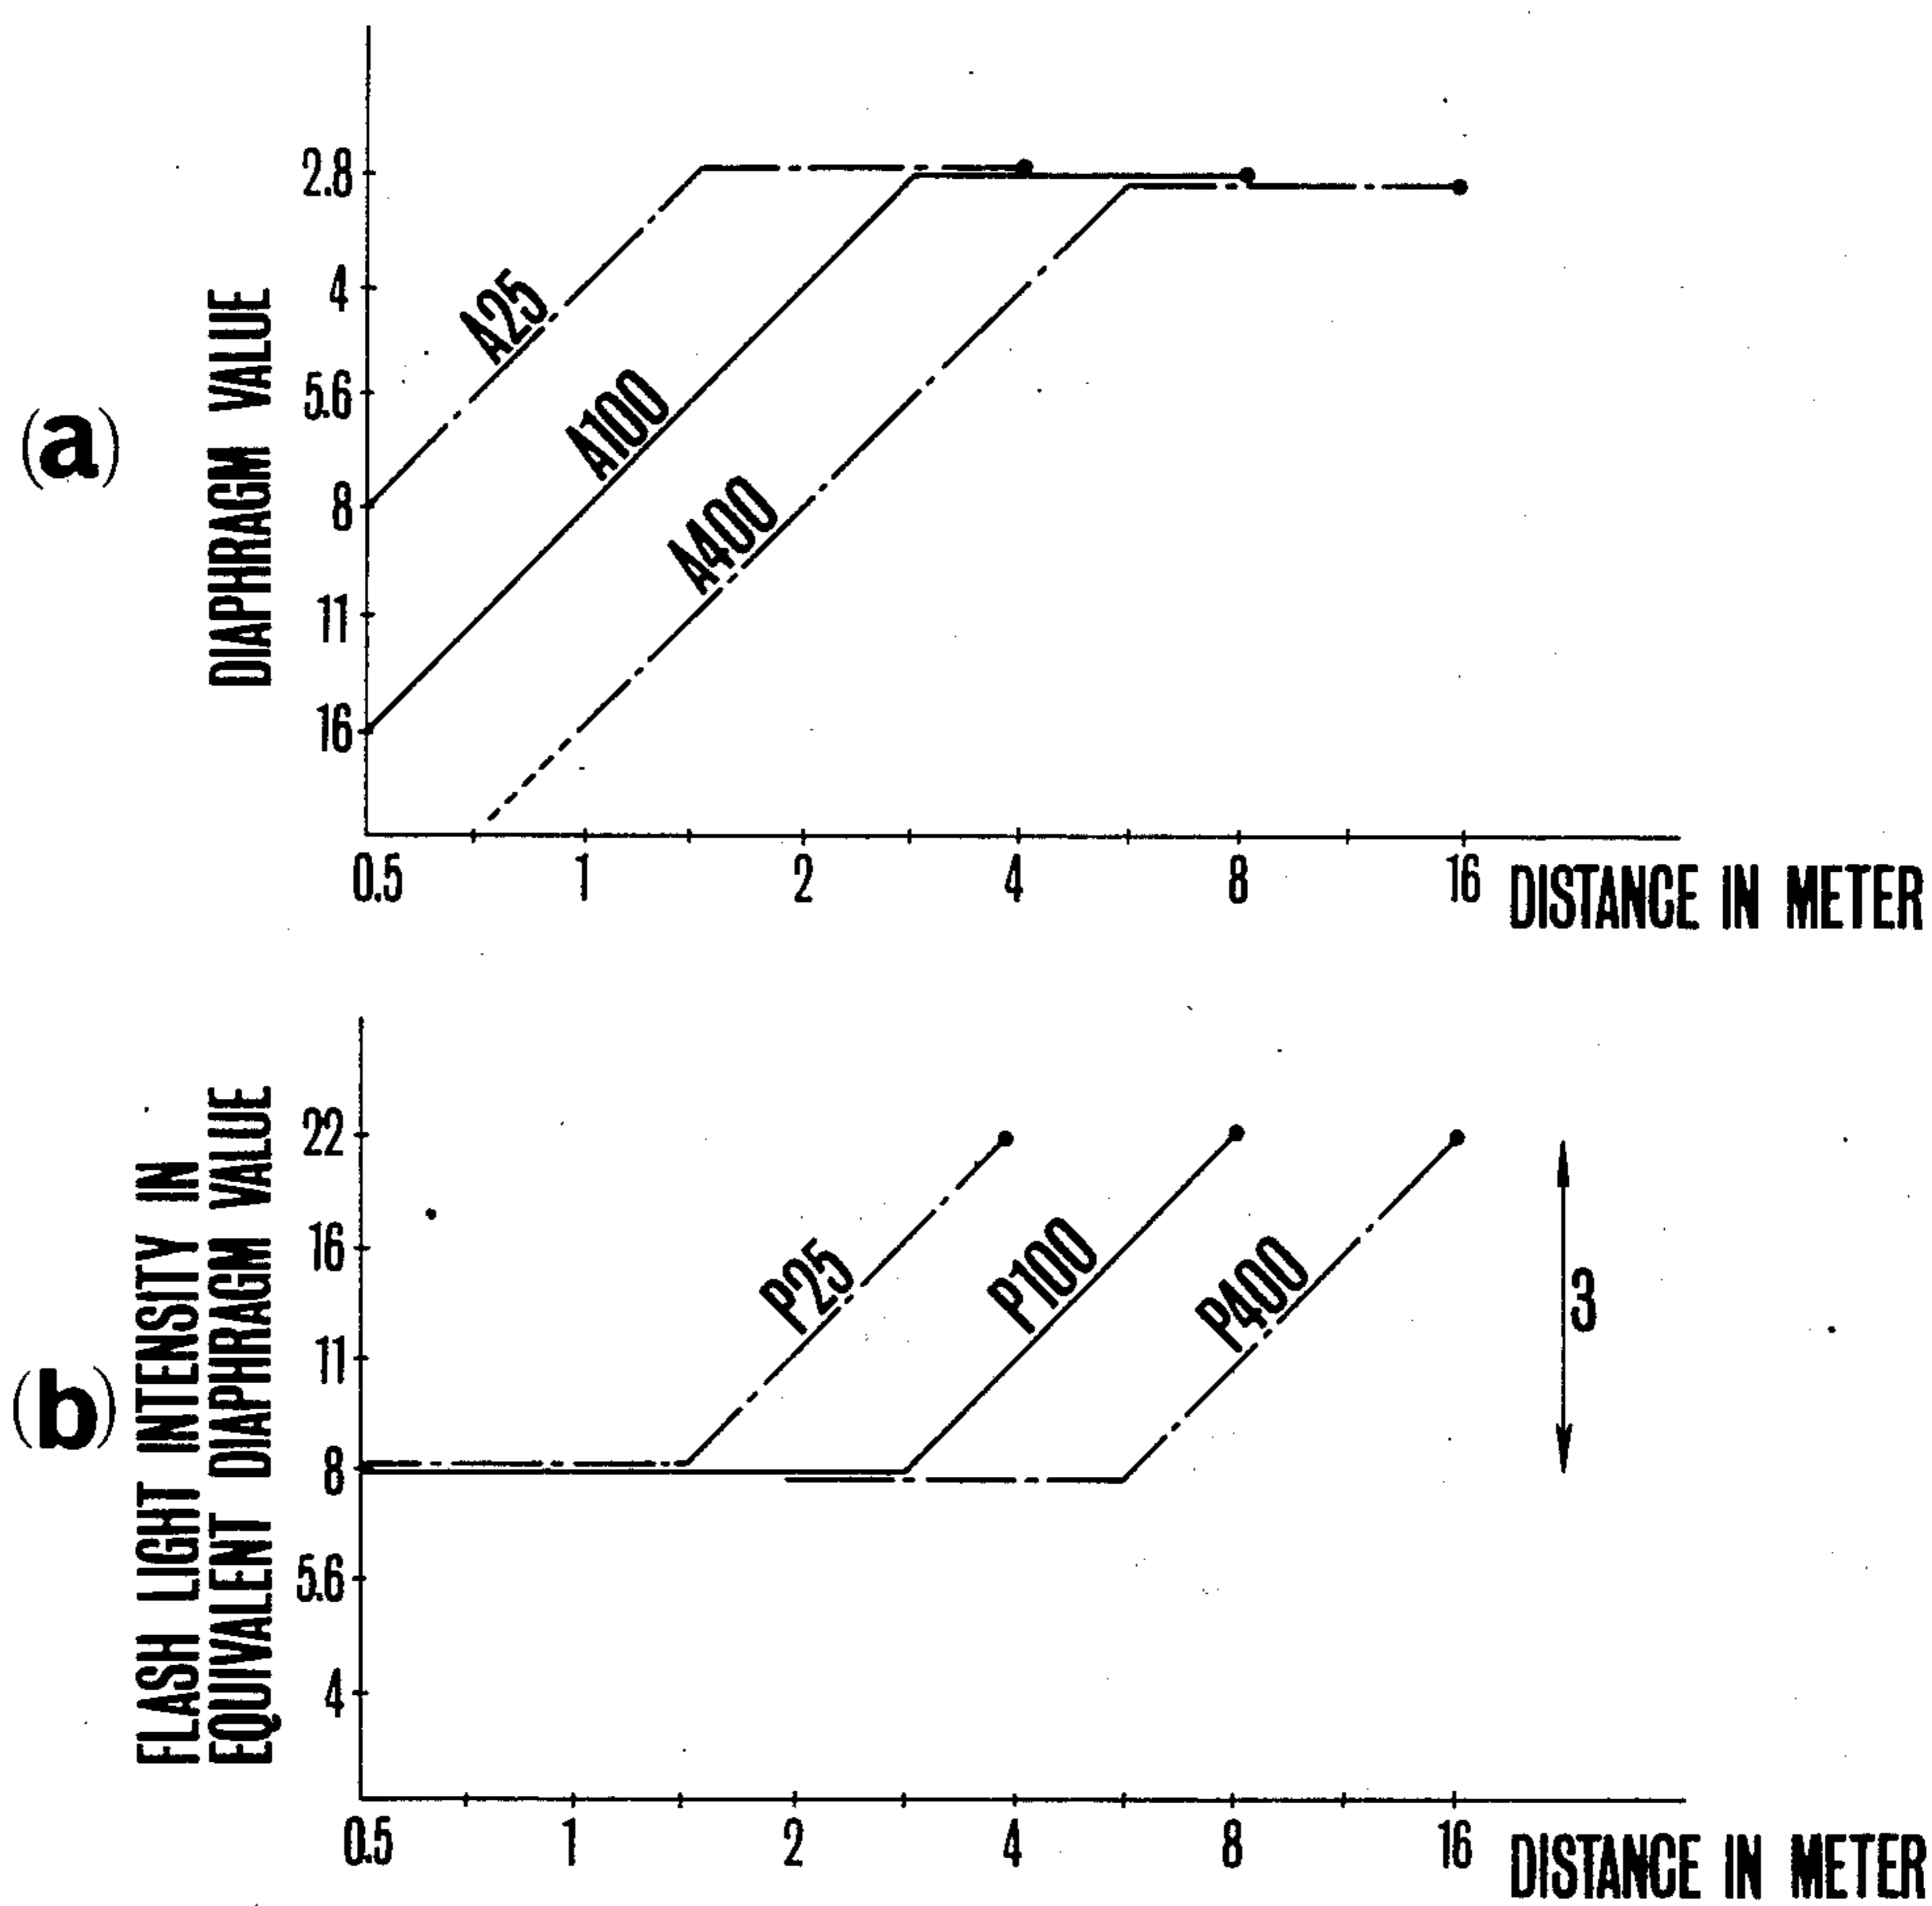 (a)
DIAPHRAGM VALUE
2.8
4
5.6
8
11
16
A25
A100
A400
0.5 1 2 4 8 16 DISTANCE IN METER
(b)
FLASH LIGHT INTENSITY IN
EQUIVALENT DIAPHRAGM VALUE
22
16
11
8
5.6
4
P25
P100
P400
3
0.5 1 2 4 8 16 DISTANCE IN METER